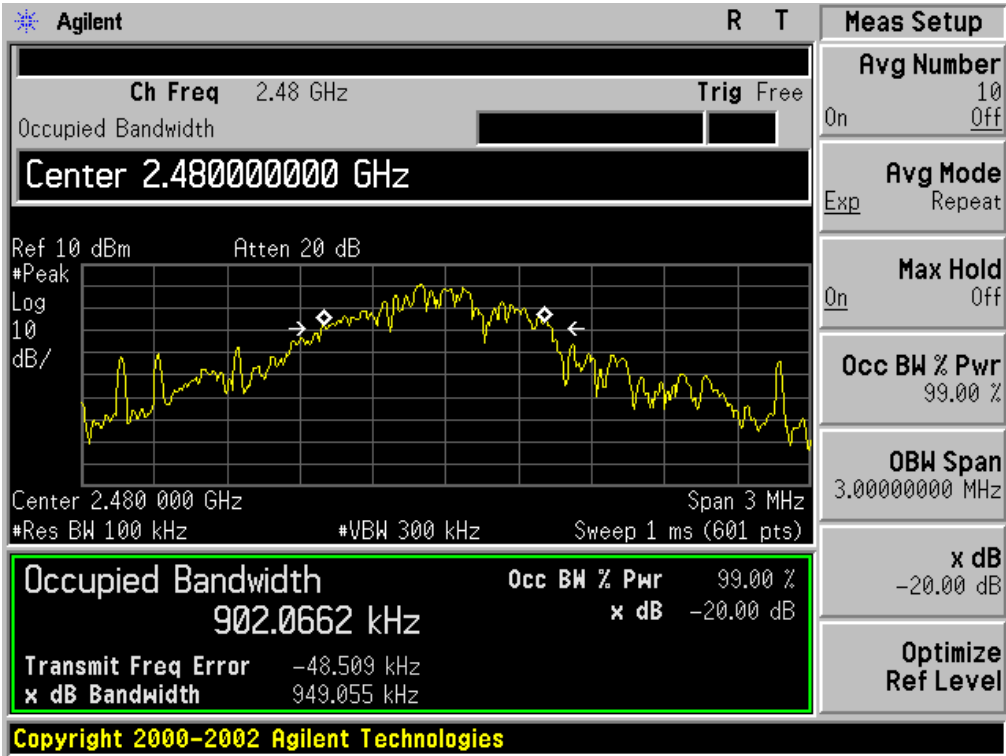 Agilent R T
Ch Freq 2.48 GHz Trig Free
Occupied Bandwidth
Center 2.480000000 GHz
Ref 10 dBm Atten 20 dB
#Peak
Log
10
dB/
Center 2.480 000 GHz Span 3 MHz
#Res BW 100 kHz #VBW 300 kHz Sweep 1 ms (601 pts)
Occupied Bandwidth Occ BW % Pwr 99.00 %
902.0662 kHz x dB -20.00 dB
Transmit Freq Error -48.509 kHz
x dB Bandwidth 949.055 kHz
Copyright 2000-2002 Agilent Technologies
Meas Setup
Avg Number
10
On Off
Avg Mode
Exp Repeat
Max Hold
On Off
Occ BW % Pwr
99.00 %
OBW Span
3.00000000 MHz
x dB
-20.00 dB
Optimize
Ref Level